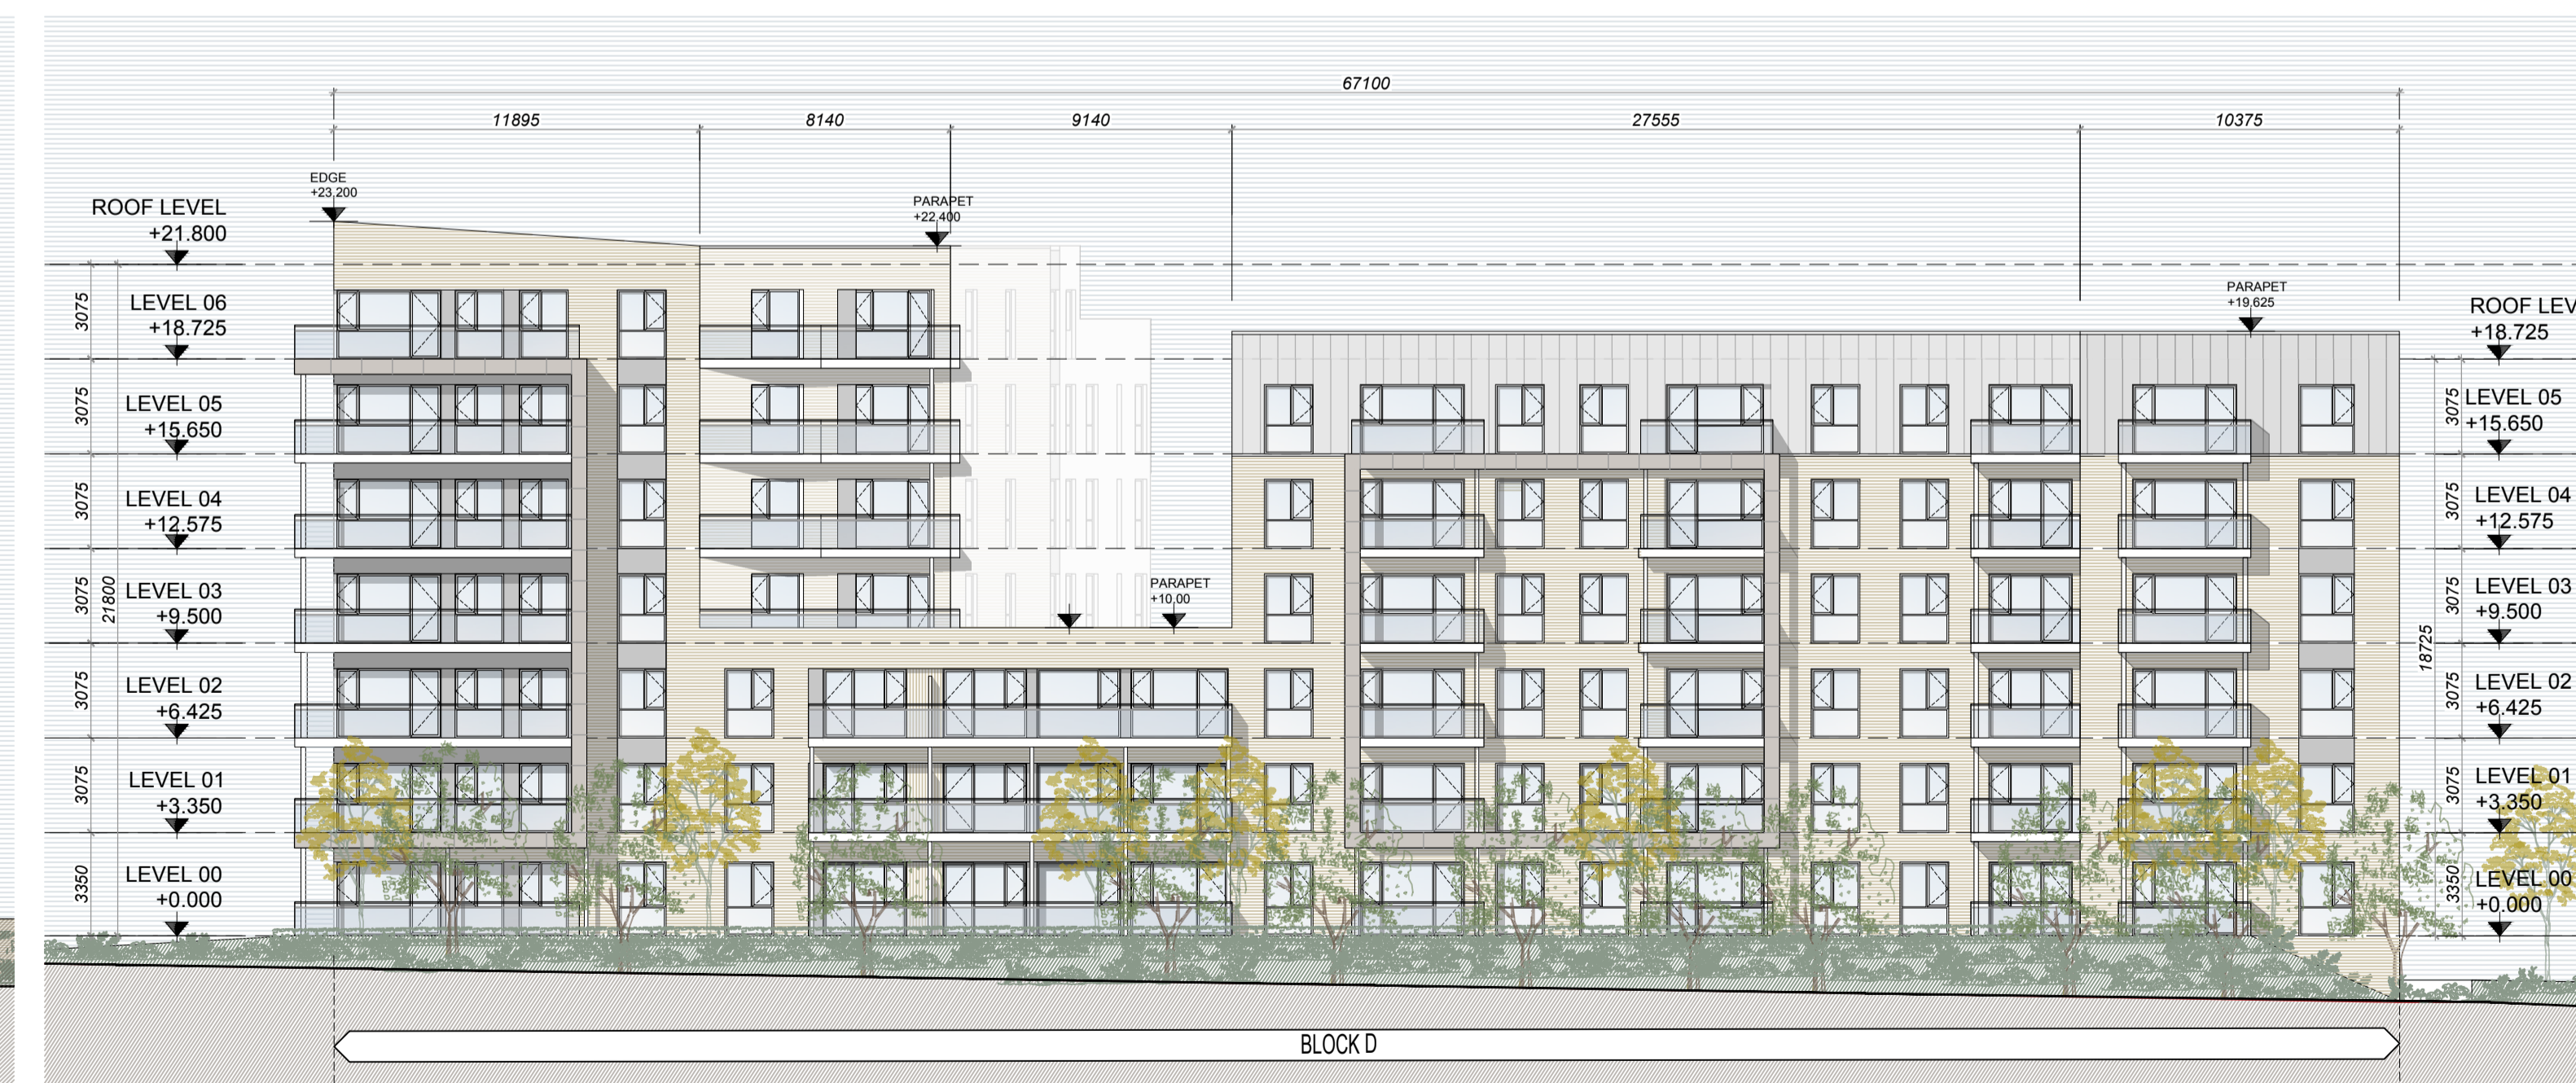 67100
11895
8140
9140
27555
10375
EDGE
+23.200
PARAPET
+22.400
PARAPET
+19.625
PARAPET
+10.00
ROOF LEVEL
+21.800
LEVEL 06
+18.725
LEVEL 05
+15.650
LEVEL 04
+12.575
LEVEL 03
+9.500
LEVEL 02
+6.425
LEVEL 01
+3.350
LEVEL 00
+0.000
3075
3075
3075
3075
3075
3075
3350
21800
ROOF LEV
+18.725
LEVEL 05
+15.650
LEVEL 04
+12.575
LEVEL 03
+9.500
LEVEL 02
+6.425
LEVEL 01
+3.350
LEVEL 00
+0.000
3075
3075
3075
3075
3075
3350
18725
BLOCK D